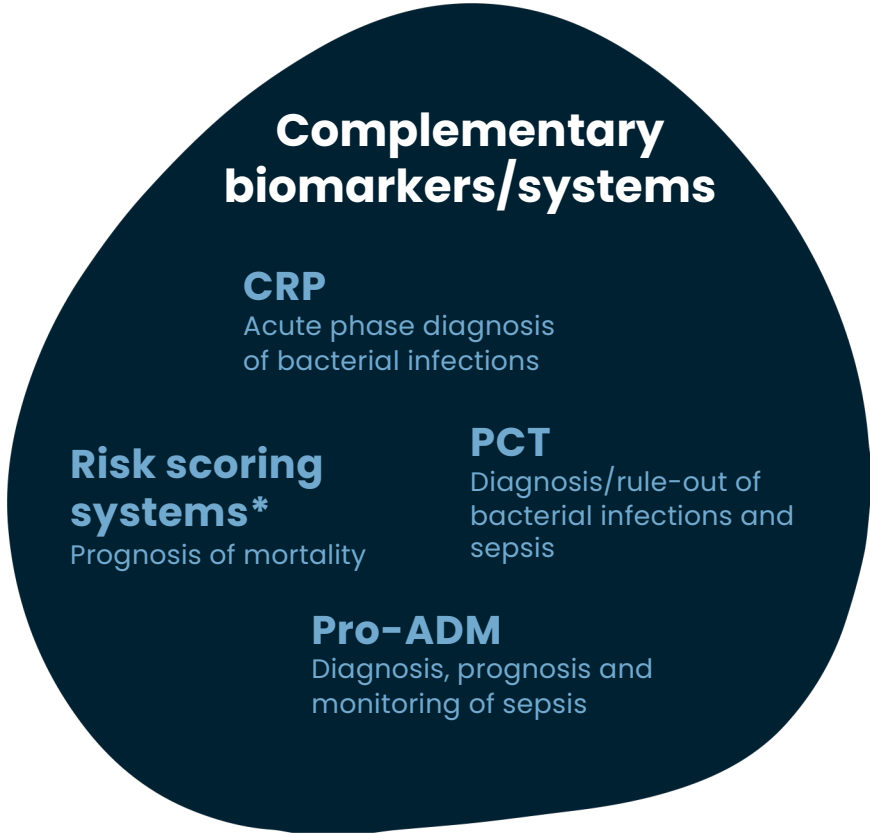 Complementary
biomarkers/systems
CRP
Acute phase diagnosis
of bacterial infections
Risk scoring
systems*
Prognosis of mortality
PCT
Diagnosis/rule-out of
bacterial infections and
sepsis
Pro-ADM
Diagnosis, prognosis and
monitoring of sepsis